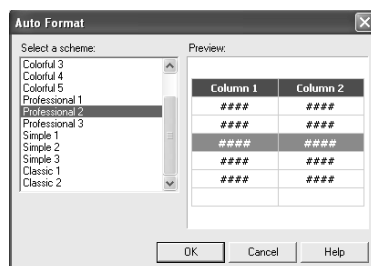 Auto Format
Select a scheme:
Colorful 3
Colorful 4
Colorful 5
Professional 1
Professional 2
Professional 3
Simple 1
Simple 2
Simple 3
Classic 1
Classic 2
Preview:
Column 1 Column 2
#### ####
#### ####
#### ####
#### ####
#### ####
OK Cancel Help